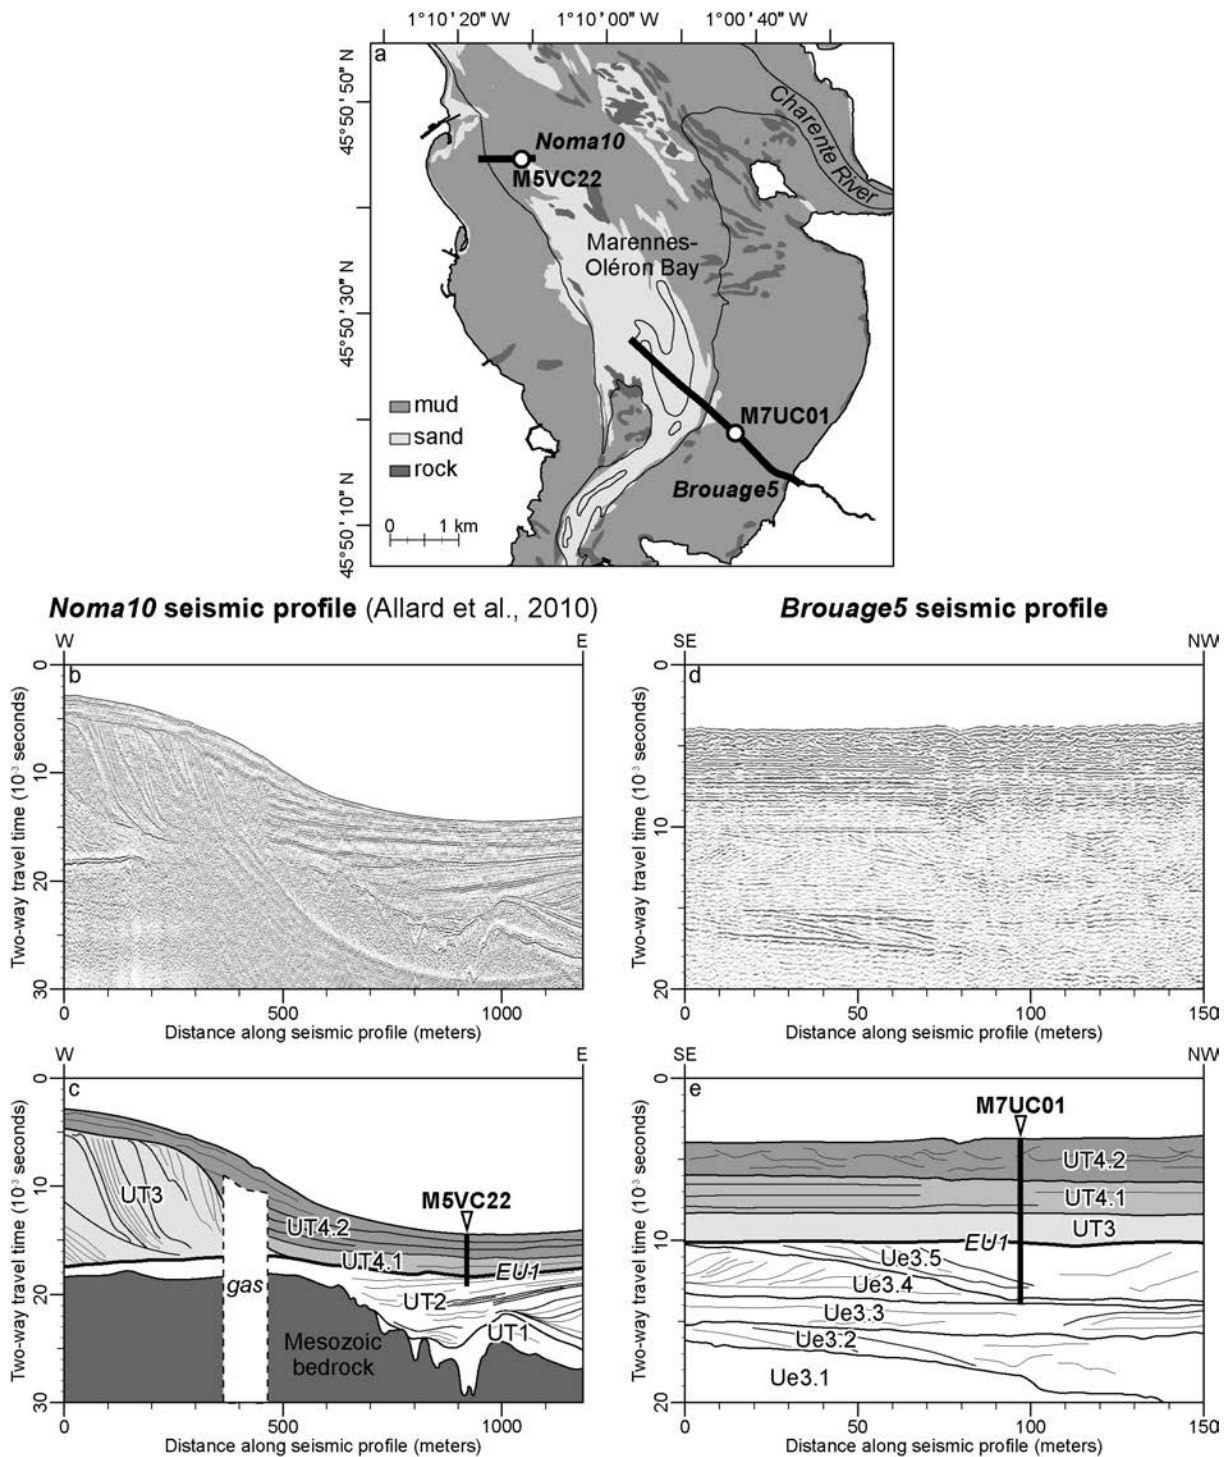 1°10'20" W 1°10'00" W 1°00'40" W
a
45°50'50" N
45°50'30" N
45°50'10" N
Charente River
Noma10
M5VC22
Marennes-
Oléron Bay
mud
sand
rock
M7UC01
Brouage5
0 1 km
Noma10 seismic profile (Allard et al., 2010)
W E
b
0
10
20
30
Two-way travel time (10⁻³ seconds)
0 500 1000
Distance along seismic profile (meters)
Brouage5 seismic profile
SE NW
d
0
10
20
Two-way travel time (10⁻³ seconds)
0 50 100 150
Distance along seismic profile (meters)
W E
c
0
10
20
30
Two-way travel time (10⁻³ seconds)
UT3
M5VC22
UT4.2
UT4.1
EU1
gas
UT2
UT1
Mesozoic
bedrock
0 500 1000
Distance along seismic profile (meters)
SE NW
e
0
10
20
Two-way travel time (10⁻³ seconds)
M7UC01
UT4.2
UT4.1
UT3
EU1
Ue3.5
Ue3.4
Ue3.3
Ue3.2
Ue3.1
0 50 100 150
Distance along seismic profile (meters)